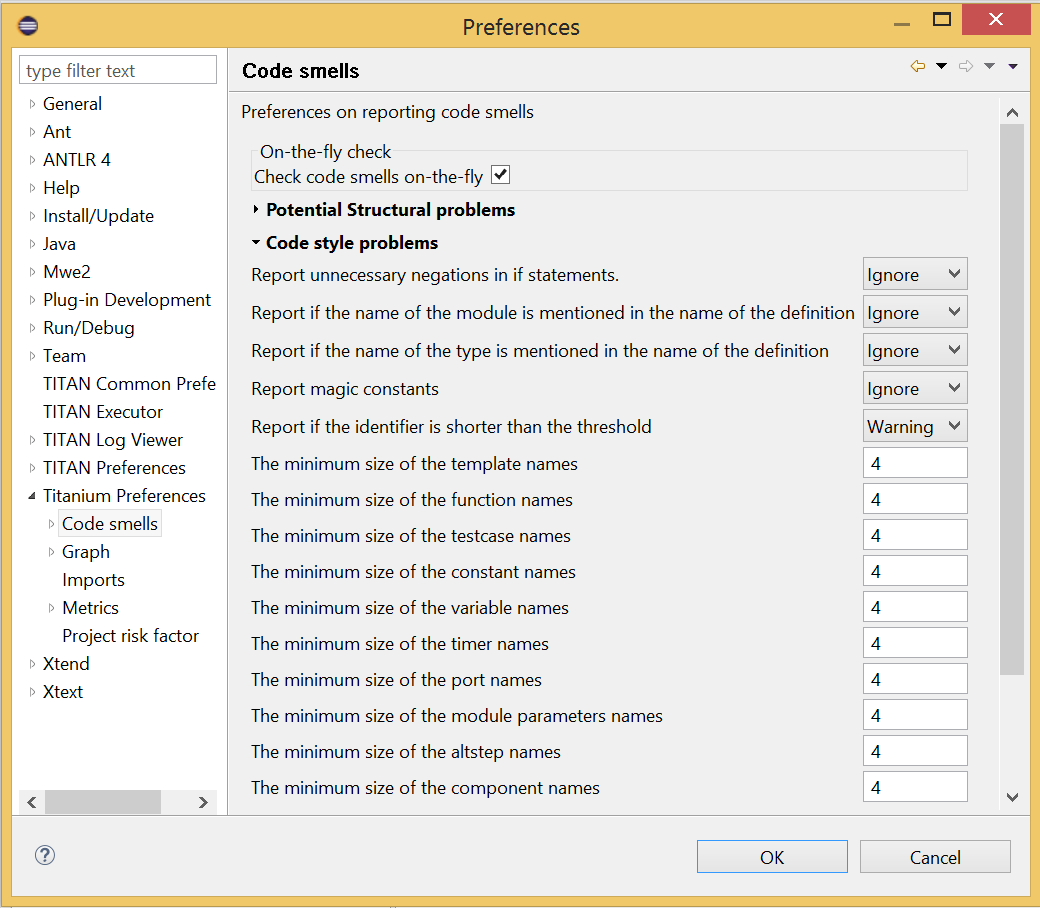 Preferences
type filter text
General
Ant
ANTLR 4
Help
Install/Update
Java
Mwe2
Plug-in Development
Run/Debug
Team
TITAN Common Prefe
TITAN Executor
TITAN Log Viewer
TITAN Preferences
Titanium Preferences
Code smells
Graph
Imports
Metrics
Project risk factor
Xtend
Xtext
Code smells
Preferences on reporting code smells
On-the-fly check
Check code smells on-the-fly
Potential Structural problems
Code style problems
Report unnecessary negations in if statements. Ignore
Report if the name of the module is mentioned in the name of the definition Ignore
Report if the name of the type is mentioned in the name of the definition Ignore
Report magic constants Ignore
Report if the identifier is shorter than the threshold Warning
The minimum size of the template names 4
The minimum size of the function names 4
The minimum size of the testcase names 4
The minimum size of the constant names 4
The minimum size of the variable names 4
The minimum size of the timer names 4
The minimum size of the port names 4
The minimum size of the module parameters names 4
The minimum size of the altstep names 4
The minimum size of the component names 4
?
OK Cancel